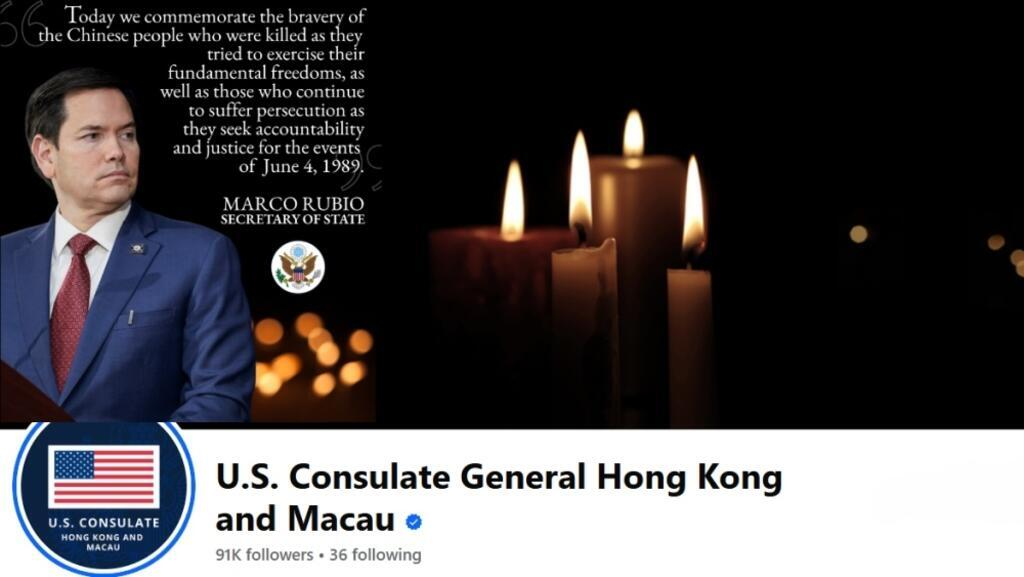 Today we commemorate the bravery of
the Chinese people who were killed as they
tried to exercise their
fundamental freedoms, as
well as those who continue
to suffer persecution as
they seek accountability
and justice for the events
of June 4, 1989.
MARCO RUBIO
SECRETARY OF STATE
U.S. CONSULATE
HONG KONG AND
MACAU
U.S. Consulate General Hong Kong
and Macau
91K followers • 36 following